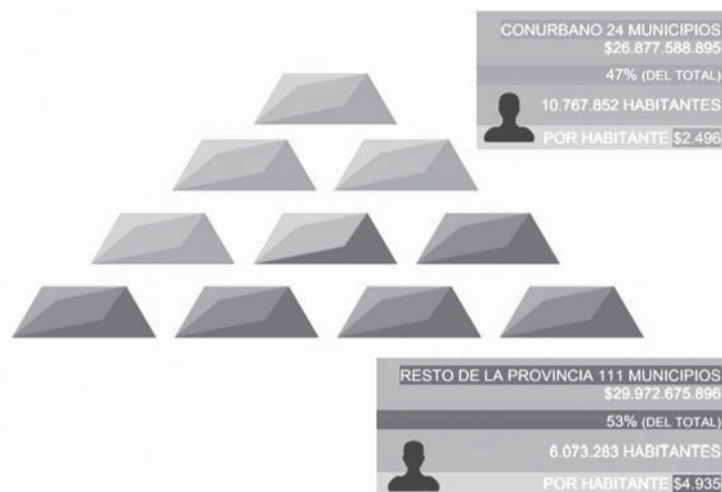 CONURBANO 24 MUNICIPIOS
$26.877.588.895
47% (DEL TOTAL)
10.767.852 HABITANTES
POR HABITANTE $2.496
RESTO DE LA PROVINCIA 111 MUNICIPIOS
$29.972.675.896
53% (DEL TOTAL)
6.073.283 HABITANTES
POR HABITANTE $4.935